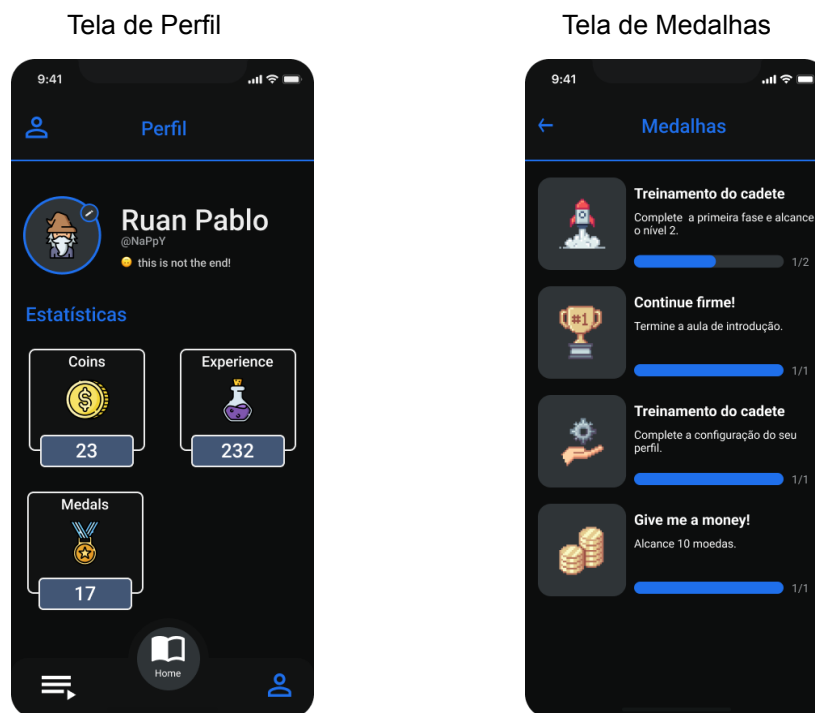 Tela de Perfil
9:41
Perfil
Ruan Pablo
@NaPpY
this is not the end!
Estatísticas
Coins
$
23
Experience
232
Medals
17
Home
Tela de Medalhas
9:41
Medalhas
Treinamento do cadete
Complete a primeira fase e alcance
o nível 2.
1/2
#1
Continue firme!
Termine a aula de introdução.
1/1
Treinamento do cadete
Complete a configuração do seu
perfil.
1/1
Give me a money!
Alcance 10 moedas.
1/1